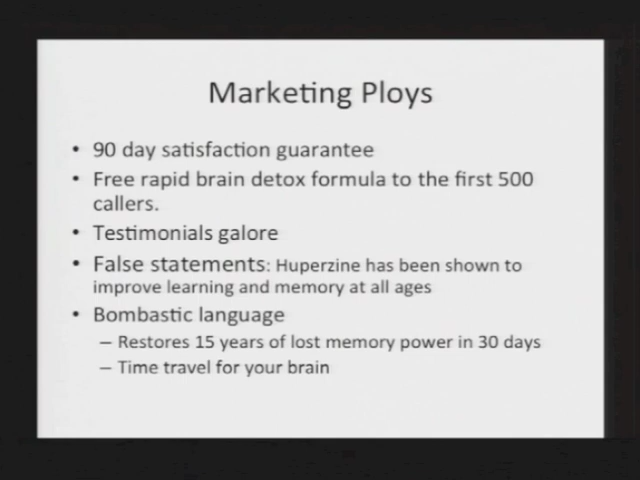 Marketing Ploys
• 90 day satisfaction guarantee
• Free rapid brain detox formula to the first 500
callers.
• Testimonials galore
• False statements: Huperzine has been shown to
improve learning and memory at all ages
• Bombastic language
– Restores 15 years of lost memory power in 30 days
– Time travel for your brain